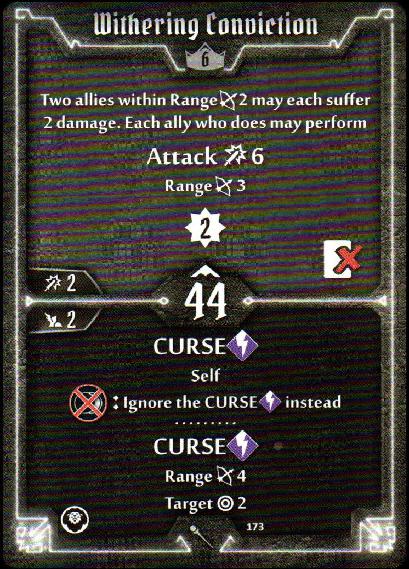 Withering Conviction
6
Two allies within Range 2 may each suffer
2 damage. Each ally who does may perform
Attack 6
Range 3
2
2
44
2
CURSE
Self
: Ignore the CURSE instead
CURSE
Range 4
Target 2
173